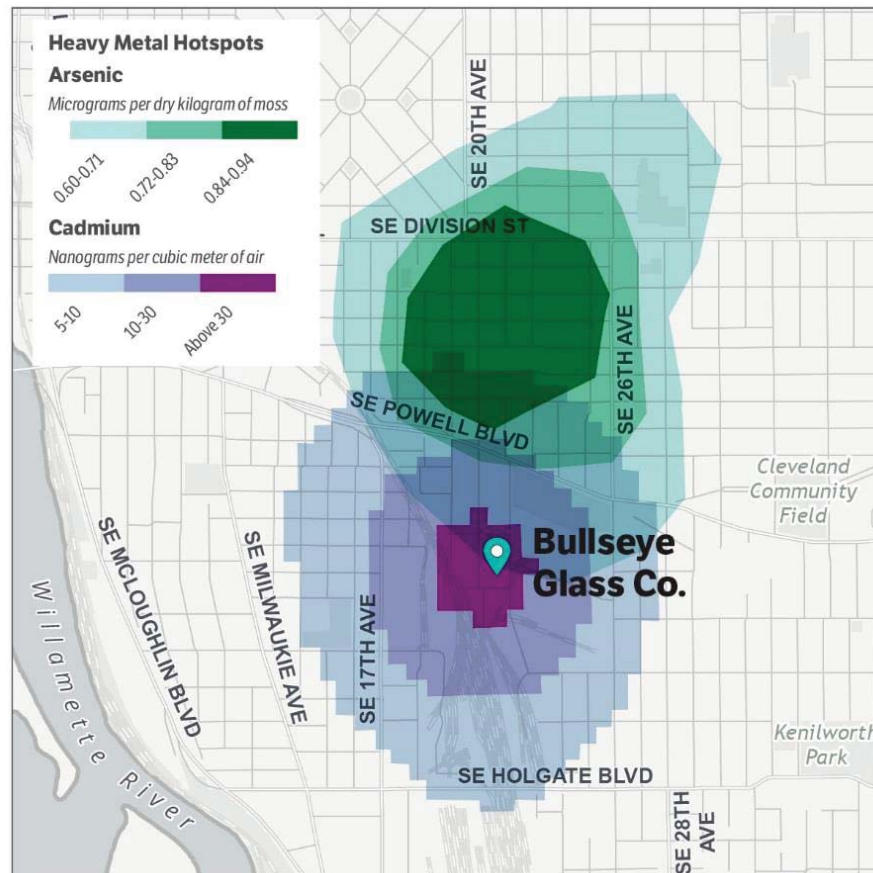 Heavy Metal Hotspots
Arsenic
Micrograms per dry kilogram of moss
0.60-0.71
0.72-0.83
0.84-0.94
Cadmium
Nanograms per cubic meter of air
5-10
10-30
Above 30
SE 20TH AVE
SE DIVISION ST
SE 26TH AVE
SE POWELL BLVD
Cleveland
Community
Field
Bullseye
Glass Co.
SE MCLOUGHLIN BLVD
SE MILWAUKIE AVE
SE 17TH AVE
Willamette River
Kenilworth
Park
SE HOLGATE BLVD
SE 28TH
AVE